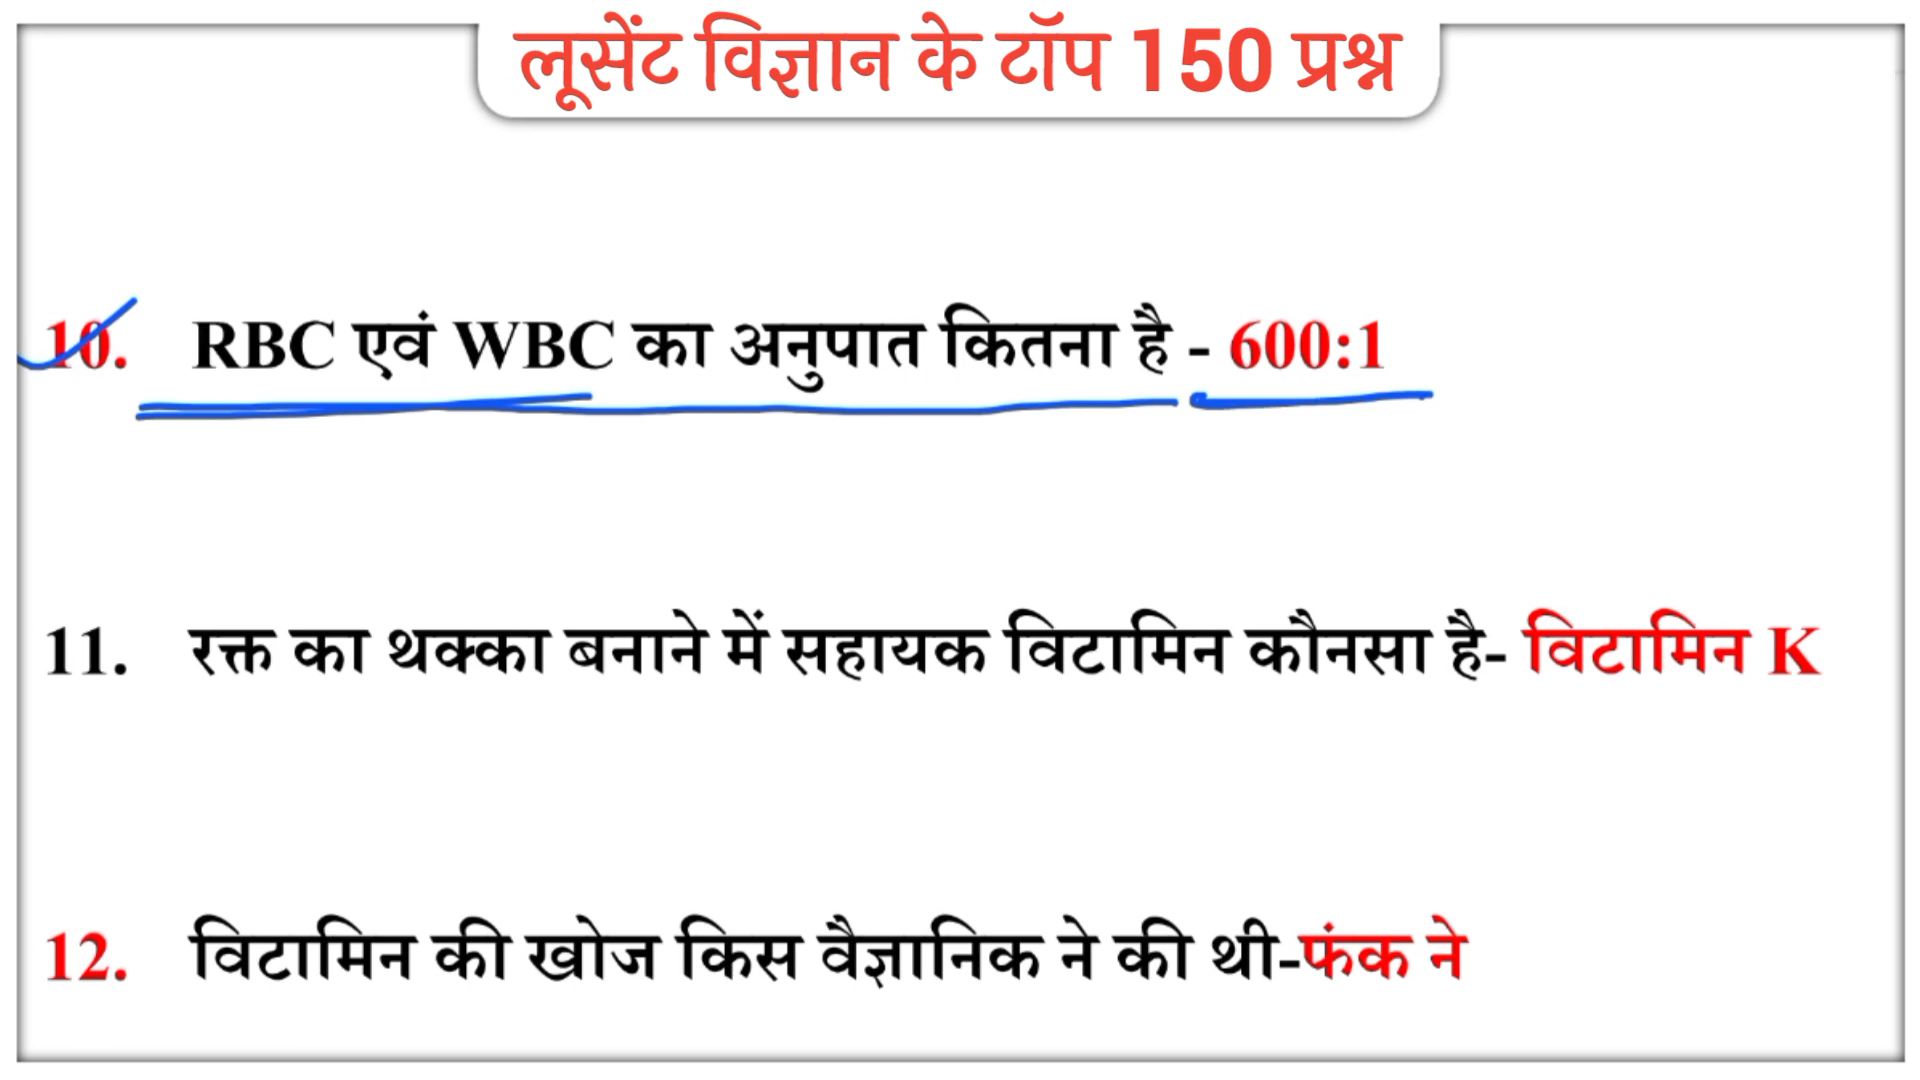 लूसेंट विज्ञान के टॉप 150 प्रश्न
10. RBC एवं WBC का अनुपात कितना है - 600:1
11. रक्त का थक्का बनाने में सहायक विटामिन कौनसा है- विटामिन K
12. विटामिन की खोज किस वैज्ञानिक ने की थी-फंक ने